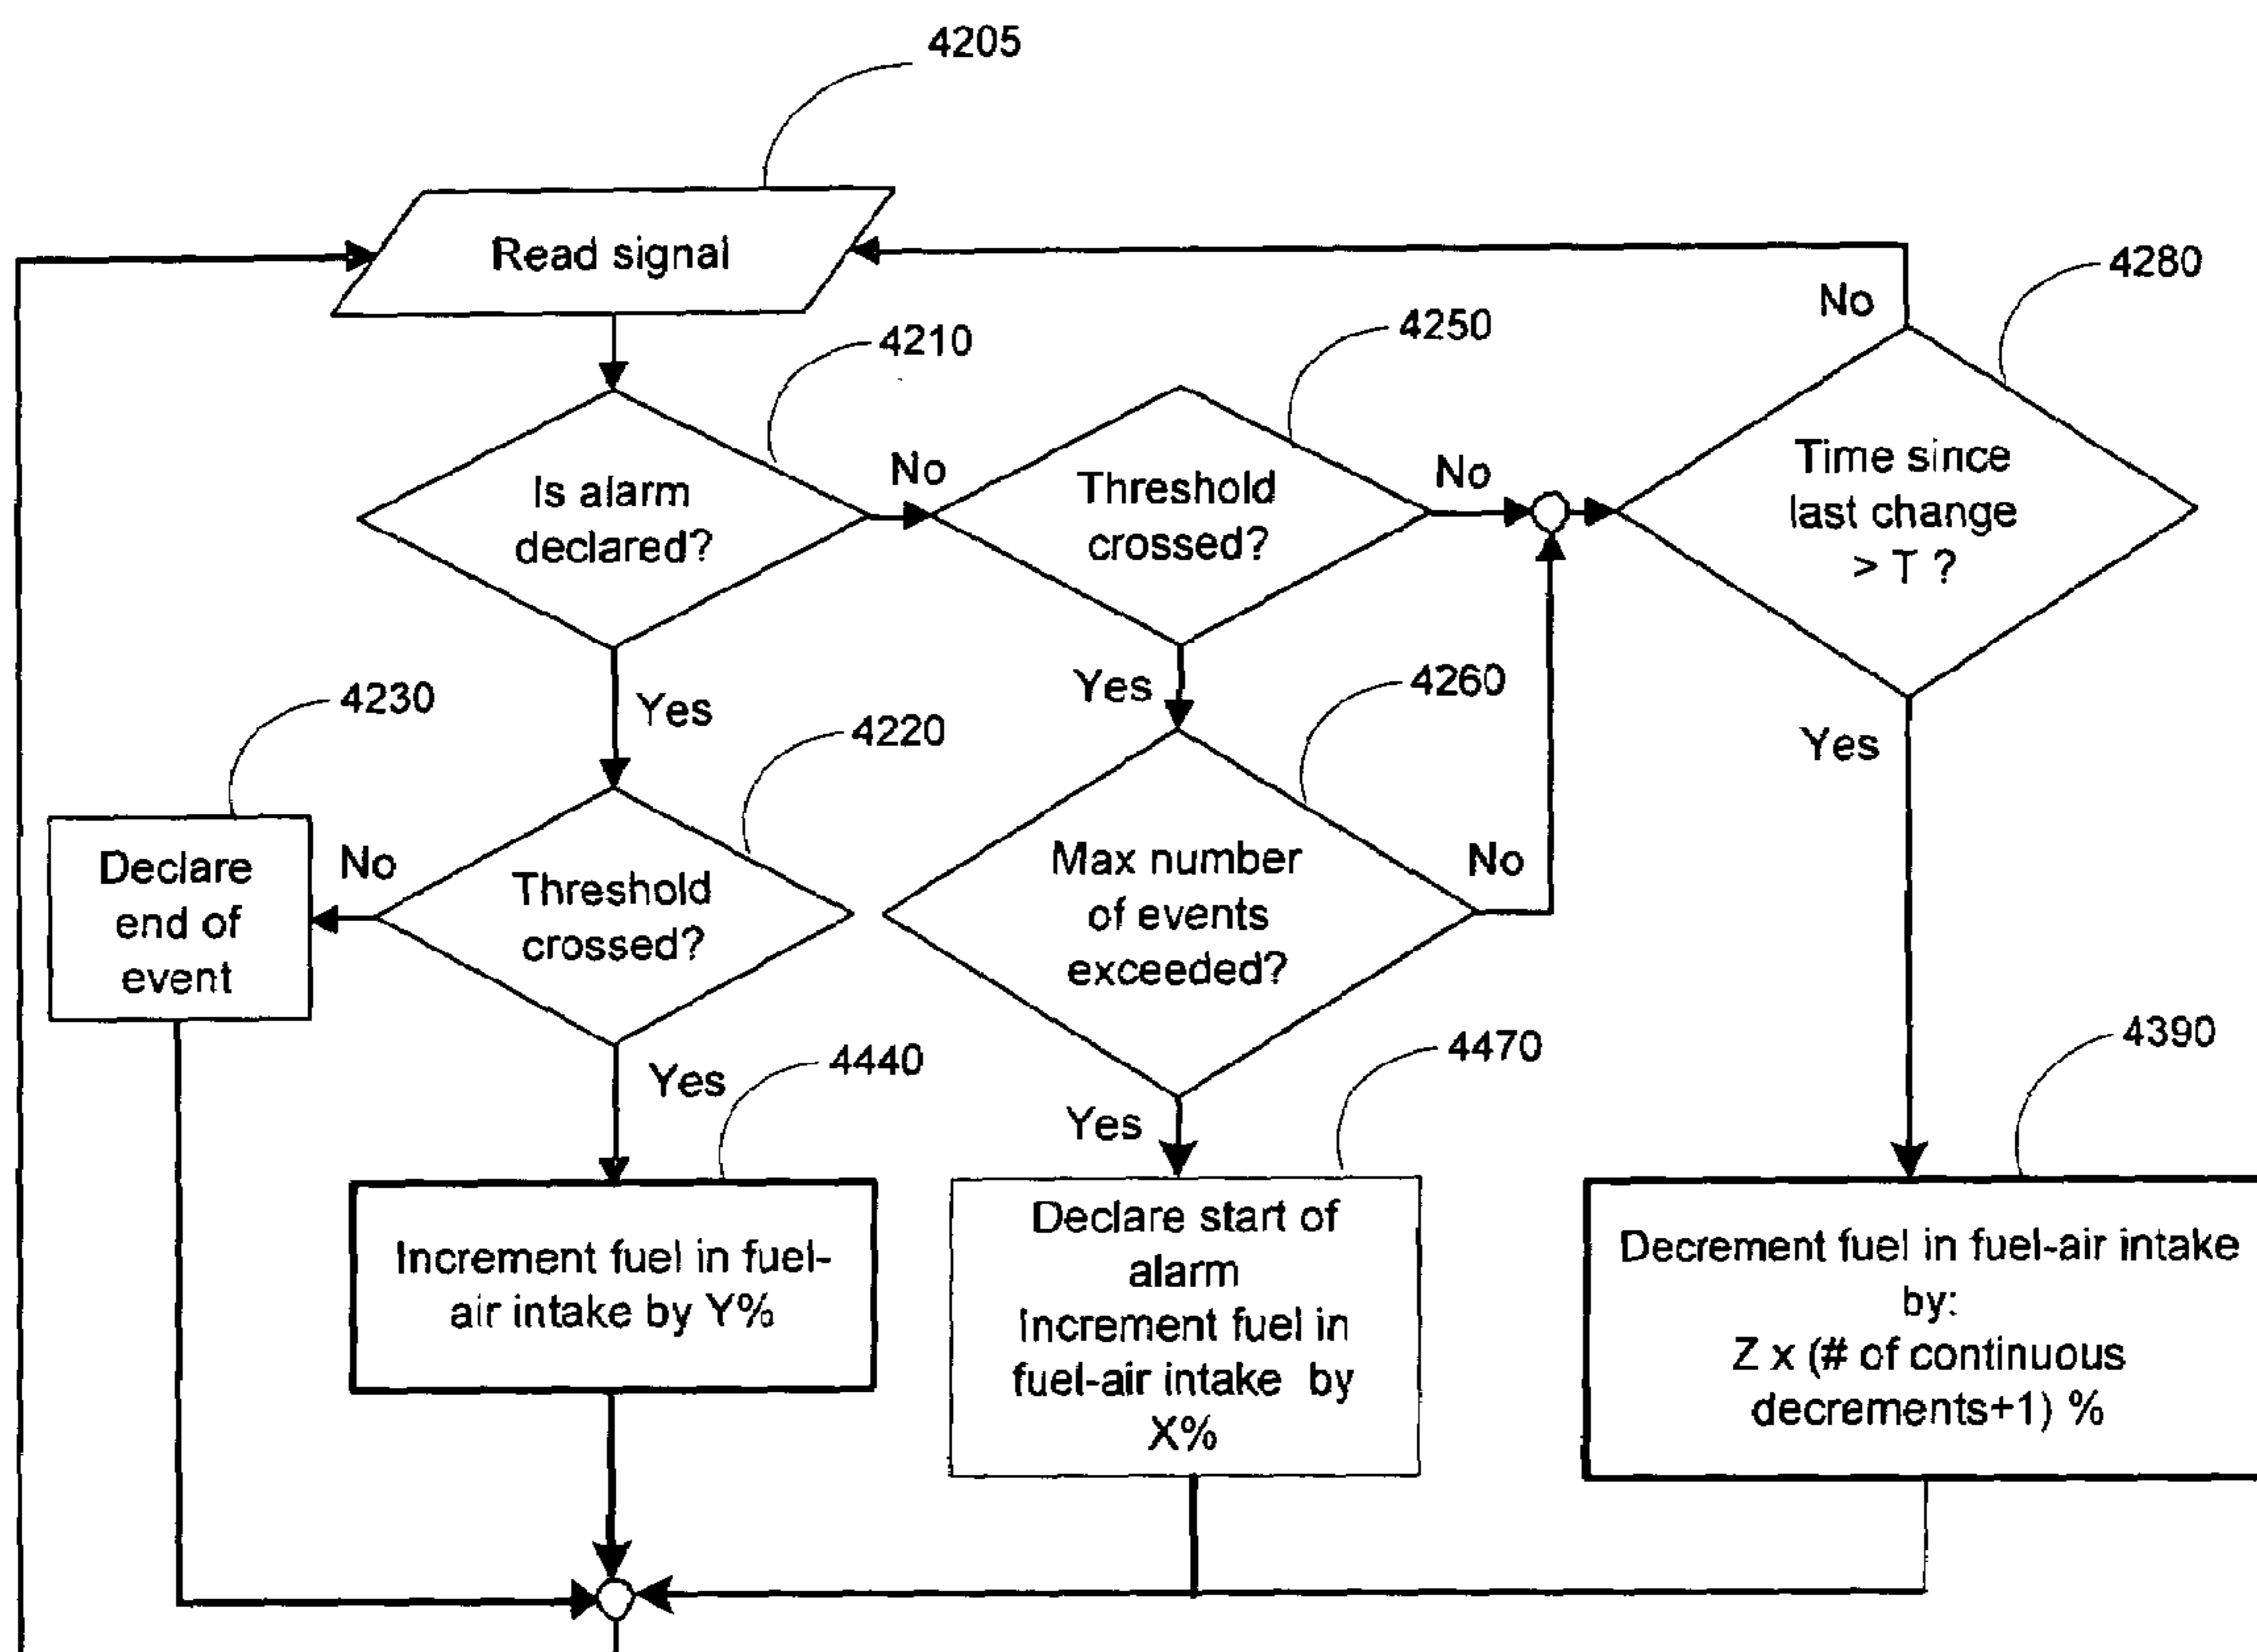 4205
Read signal
4280
No
4250
4210
Is alarm
declared?
No
Threshold
crossed?
No
Time since
last change
> T ?
Yes
4230
Yes
4220
4260
Yes
Declare
end of
event
No
Threshold
crossed?
Max number
of events
exceeded?
No
Yes
4440
Yes
4470
4390
Increment fuel in fuel-
air intake by Y%
Declare start of
alarm
Increment fuel in
fuel-air intake by
X%
Decrement fuel in fuel-air intake
by:
Z x (# of continuous
decrements+1) %